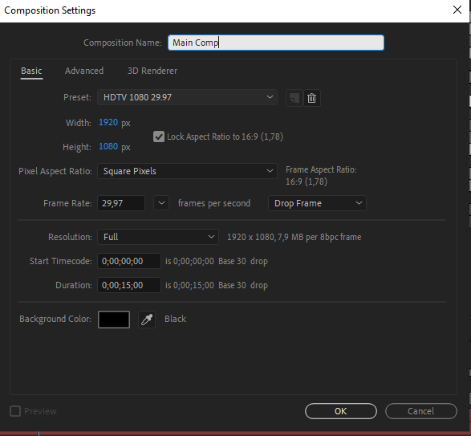 Composition Settings
Composition Name: Main Comp
Basic Advanced 3D Renderer
Preset: HDTV 1080 29.97
Width: 1920 px
Lock Aspect Ratio to 16:9 (1,78)
Height: 1080 px
Pixel Aspect Ratio: Square Pixels
Frame Aspect Ratio:
16:9 (1,78)
Frame Rate: 29,97 frames per second Drop Frame
Resolution: Full 1920 x 1080,7,9 MB per 8bpc frame
Start Timecode: 0;00;00;00 is 0;00;00;00 Base 30 drop
Duration: 0;00;15;00 is 0;00;15;00 Base 30 drop
Background Color: Black
Preview OK Cancel